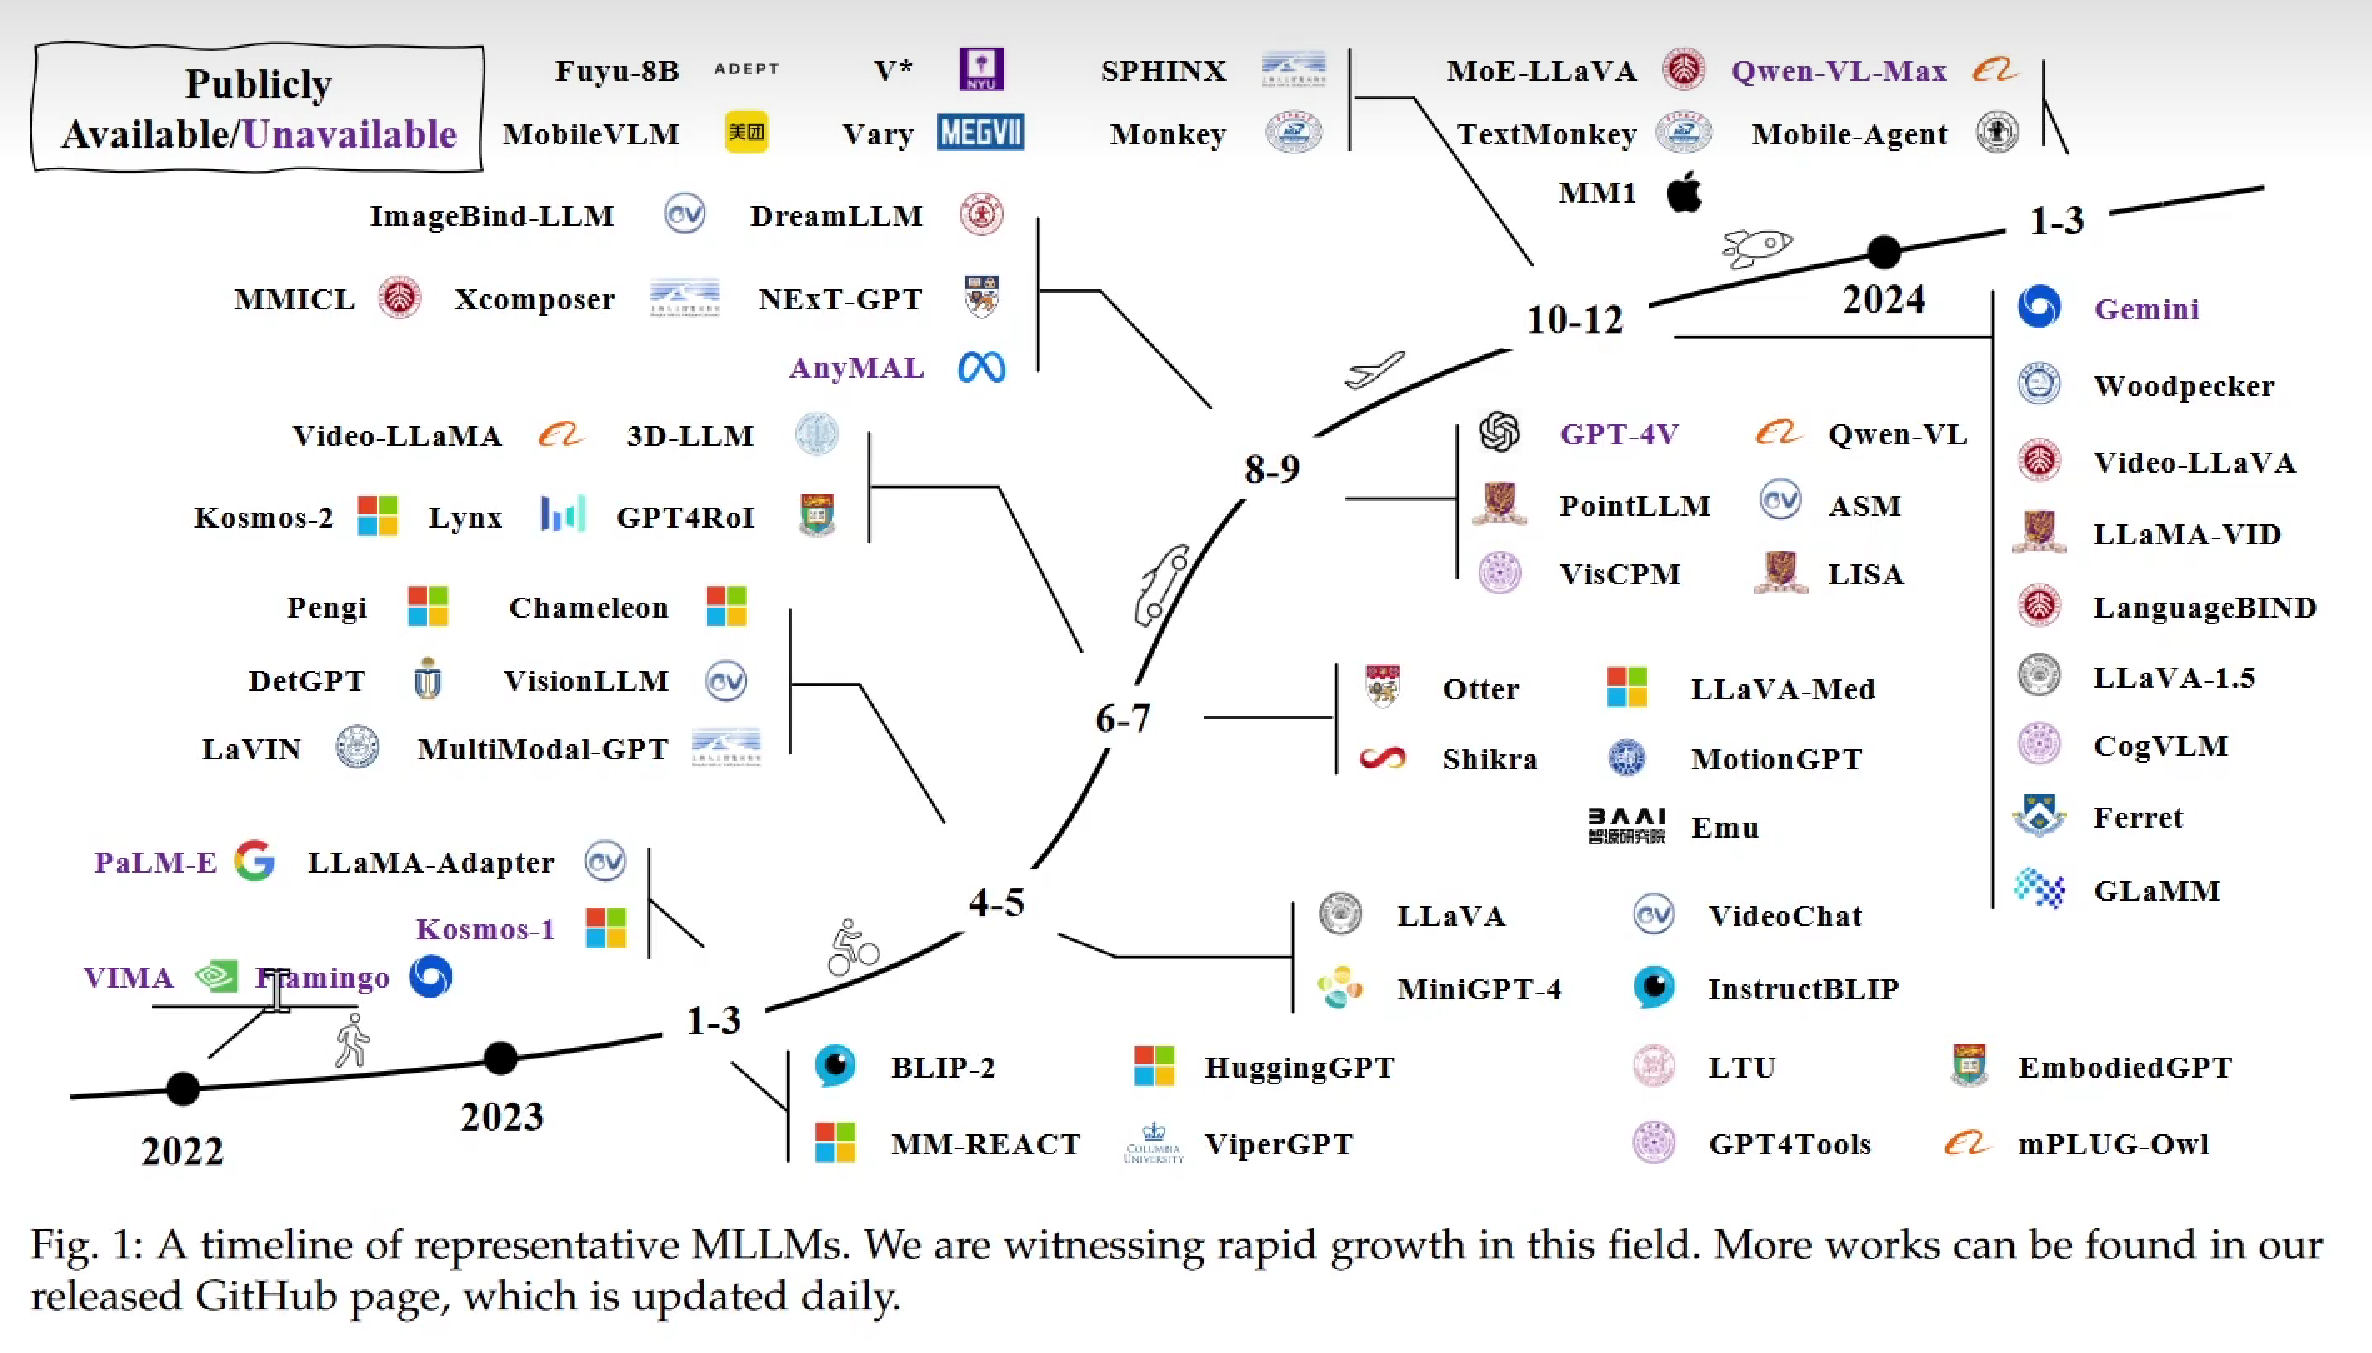 Publicly
Available/Unavailable
Fuyu-8B ADEPT V* NYU SPHINX
MobileVLM 美团 Vary MEGVII Monkey
MoE-LLaVA Qwen-VL-Max
TextMonkey Mobile-Agent
MM1
ImageBind-LLM DreamLLM
MMICL Xcomposer NExT-GPT
AnyMAL
Video-LLaMA 3D-LLM
Kosmos-2 Lynx GPT4RoI
Pengi Chameleon
DetGPT VisionLLM
LaVIN MultiModal-GPT
PaLM-E LLaMA-Adapter
Kosmos-1
VIMA Flamingo
2022
2023
1-3
4-5
6-7
8-9
10-12
2024
1-3
Gemini
Woodpecker
Video-LLaVA
LLaMA-VID
LanguageBIND
LLaVA-1.5
CogVLM
Ferret
GLaMM
GPT-4V Qwen-VL
PointLLM ASM
VisCPM LISA
Otter LLaVA-Med
Shikra MotionGPT
BAAI
智源研究院
Emu
LLaVA VideoChat
MiniGPT-4 InstructBLIP
LTU EmbodiedGPT
GPT4Tools mPLUG-Owl
BLIP-2 HuggingGPT
MM-REACT COLUMBIA UNIVERSITY ViperGPT
Fig. 1: A timeline of representative MLLMs. We are witnessing rapid growth in this field. More works can be found in our
released GitHub page, which is updated daily.